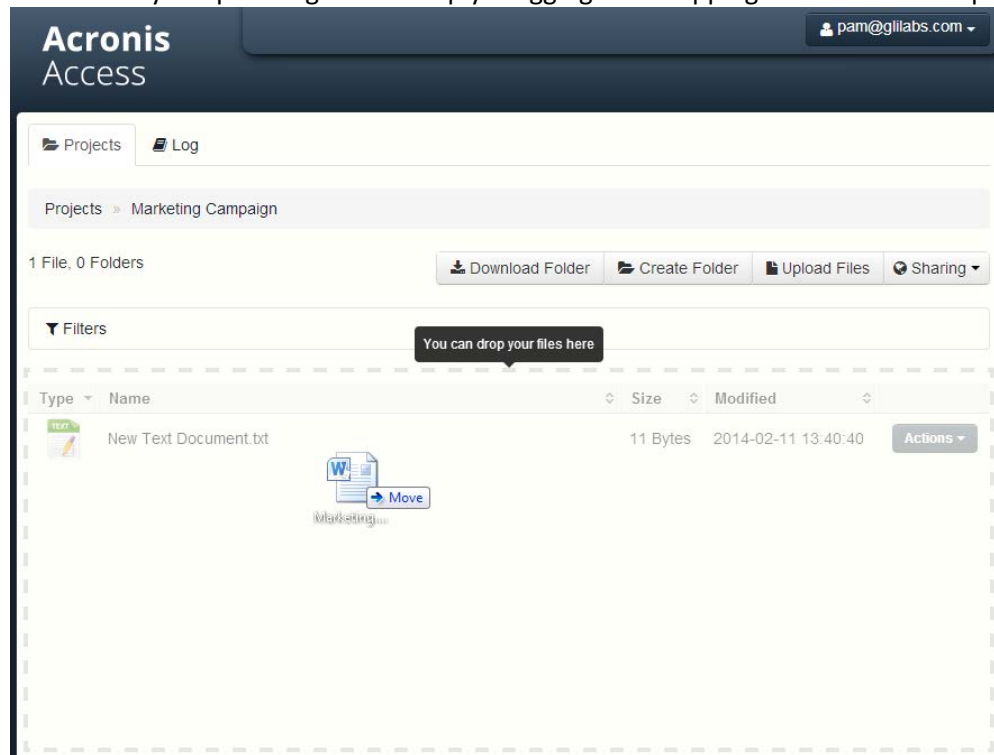 Acronis
Access
pam@glilabs.com
Projects Log
Projects » Marketing Campaign
1 File, 0 Folders
Download Folder Create Folder Upload Files Sharing
Filters
You can drop your files here
Type Name Size Modified
TEXT
New Text Document.txt 11 Bytes 2014-02-11 13:40:40 Actions
W
Move
Marketing....